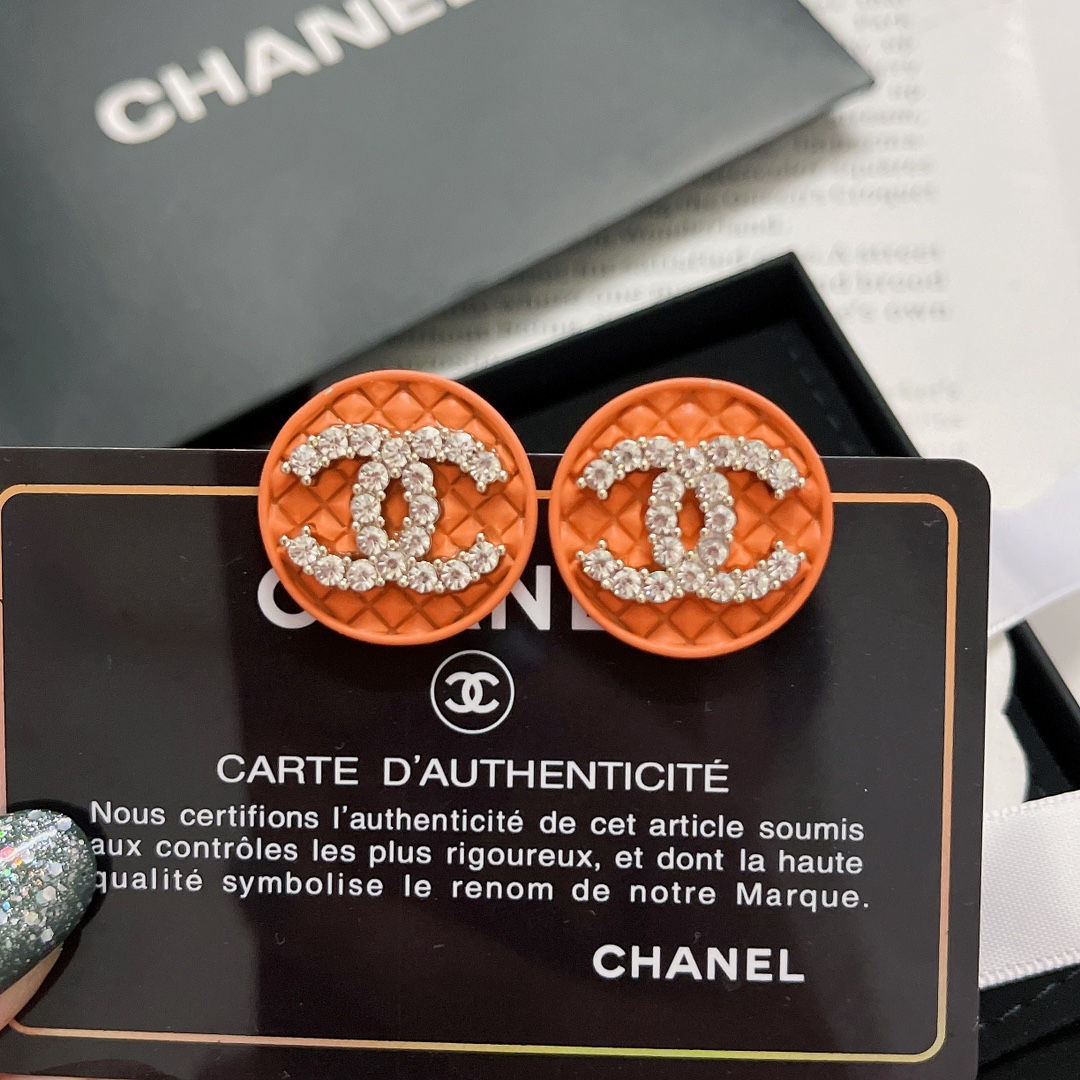 CHANEL
CHANEL
CARTE D'AUTHENTICITÉ
Nous certifions l'authenticité de cet article soumis
aux contrôles les plus rigoureux, et dont la haute
qualité symbolise le renom de notre Marque.
CHANEL